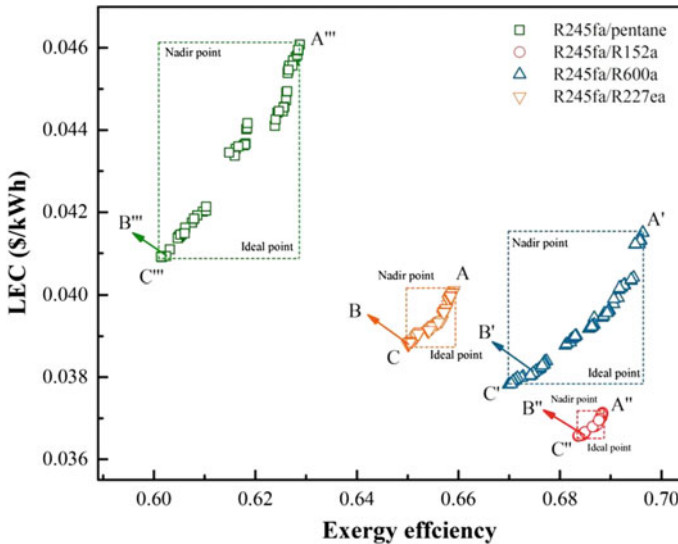 R245fa/pentane
R245fa/R152a
R245fa/R600a
R245fa/R227ea
Nadir point
A'''
B'''
C'''
Ideal point
Nadir point
A
B
C
Ideal point
Nadir point
A'
B'
C'
Ideal point
Nadir point
A''
B''
C''
Ideal point
0.046
0.044
0.042
0.040
0.038
0.036
LEC ($/kWh)
0.60
0.62
0.64
0.66
0.68
0.70
Exergy effciency